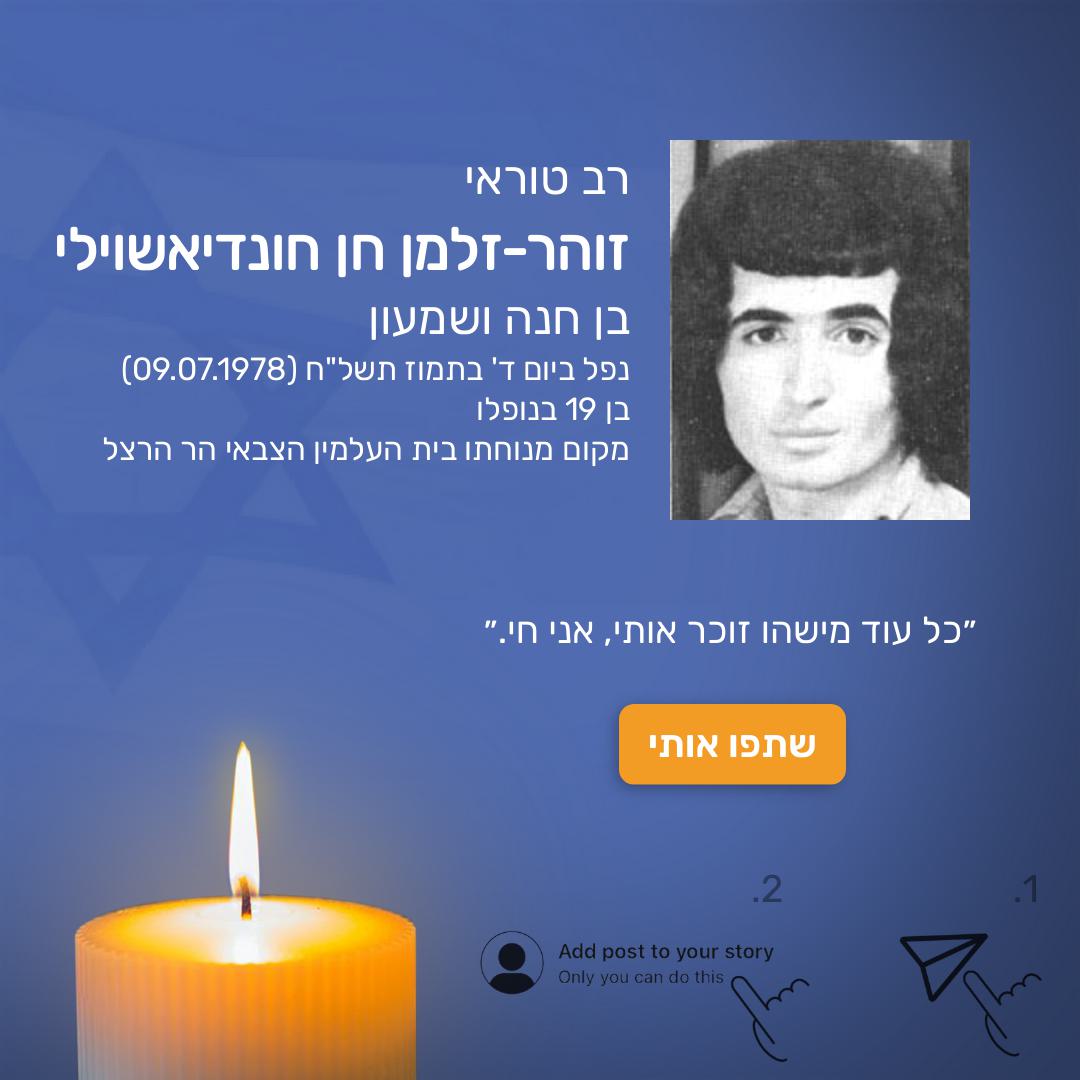 רב טוראי
זוהר-זלמן חן חונדיאשוילי
בן חנה ושמעון
נפל ביום ד' בתמוז תשל"ח (09.07.1978)
בן 19 בנופלו
מקום מנוחתו בית העלמין הצבאי הר הרצל
״כל עוד מישהו זוכר אותי, אני חי.״
שתפו אותי
1.
2.
Add post to your story
Only you can do this